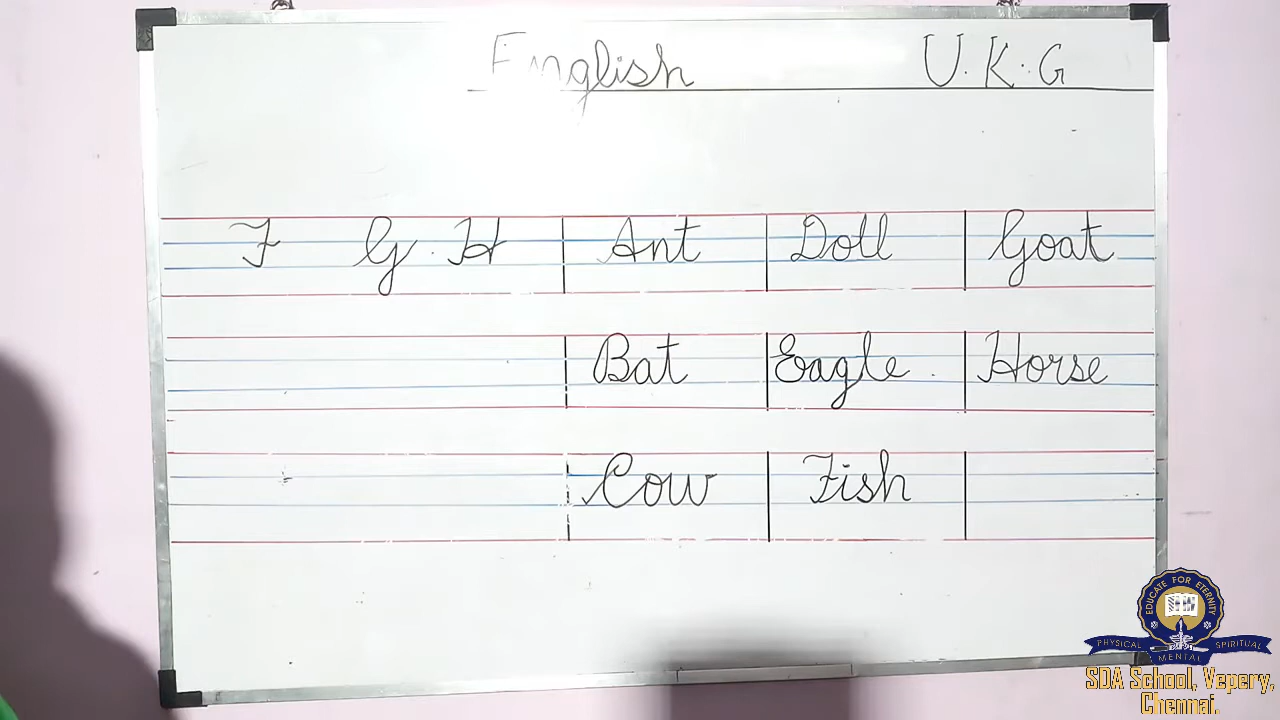 English U.K.G
F G H Ant Doll Goat
Bat Eagle Horse
Cow Fish
EDUCATE FOR ETERNITY
PHYSICAL MENTAL SPIRITUAL
SDA School, Vepery,
Chennai.